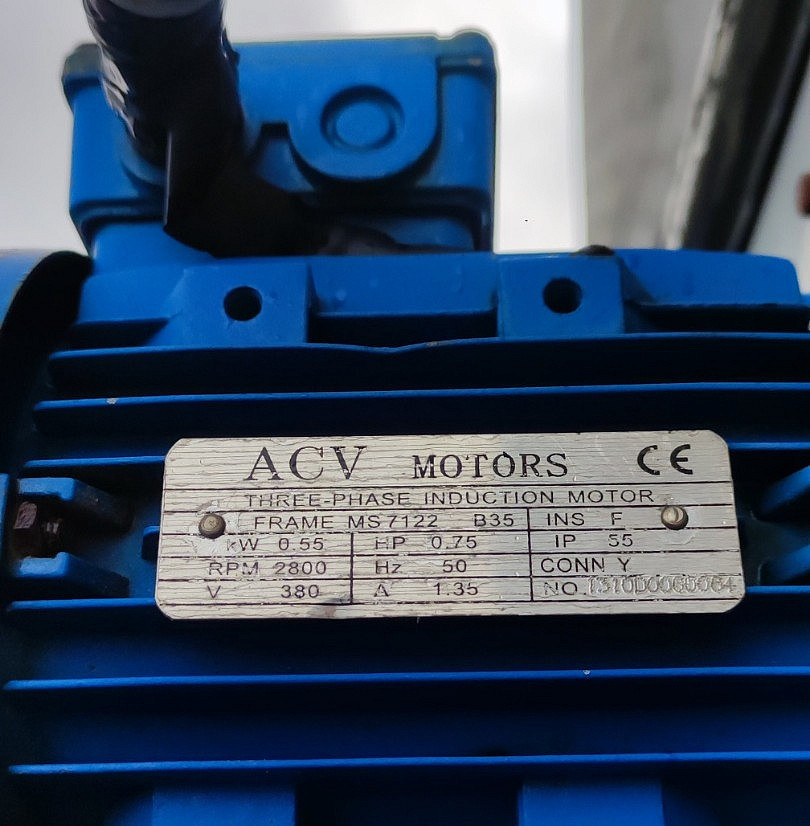 ACV MOTORS CE
THREE-PHASE INDUCTION MOTOR
FRAME MS 7122 B35 INS F
kW 0.55 HP 0.75 IP 55
RPM 2800 Hz 50 CONN Y
V 380 A 1.35 NO.